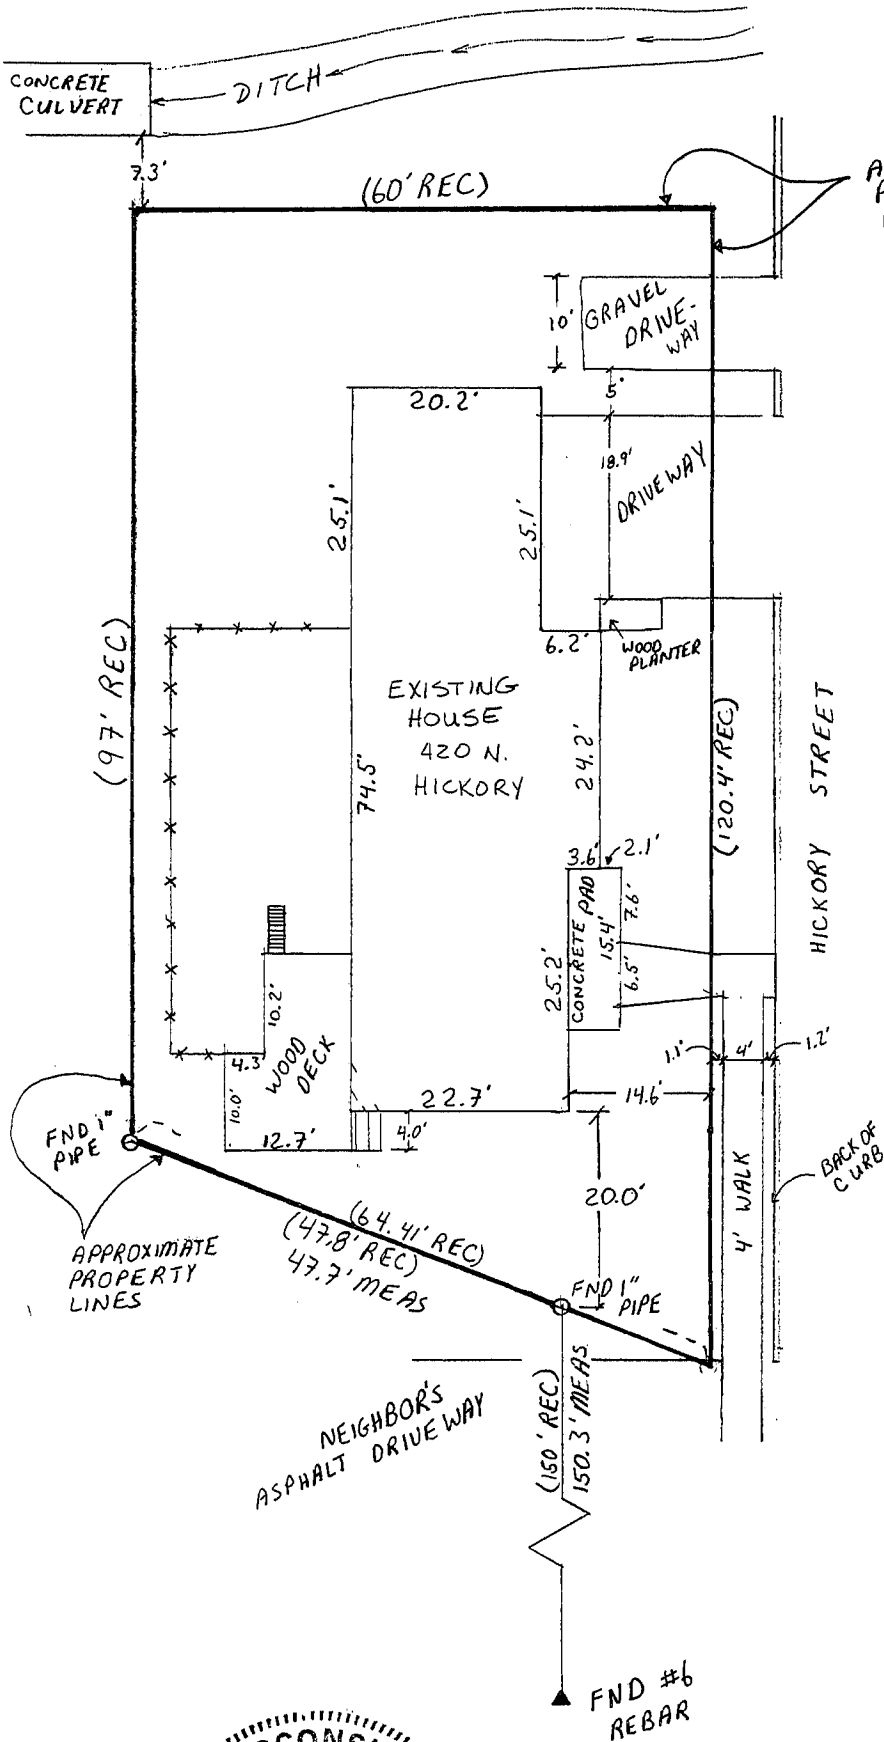 CONCRETE
CULVERT
DITCH
7.3'
(60' REC)
10'
GRAVEL
DRIVE-
WAY
5'
20.2'
18.9'
DRIVEWAY
25.1'
25.1'
6.2'
WOOD
PLANTER
(97' REC)
EXISTING
HOUSE
420 N.
HICKORY
74.5'
24.2'
(120.4' REC)
HICKORY STREET
3.6'
2.1'
CONCRETE PAD
15.4'
7.6'
6.5'
25.2'
10.2'
WOOD
DECK
4.3'
10.0'
12.7'
22.7'
4.0'
14.6'
1.1'
4'
1.2'
FND 1"
PIPE
20.0'
4' WALK
BACK OF
CURB
APPROXIMATE
PROPERTY
LINES
(64.41' REC)
(47.8' REC)
47.7' MEAS
FND 1"
PIPE
NEIGHBOR'S
ASPHALT DRIVEWAY
(150' REC)
150.3' MEAS.
FND #6
REBAR